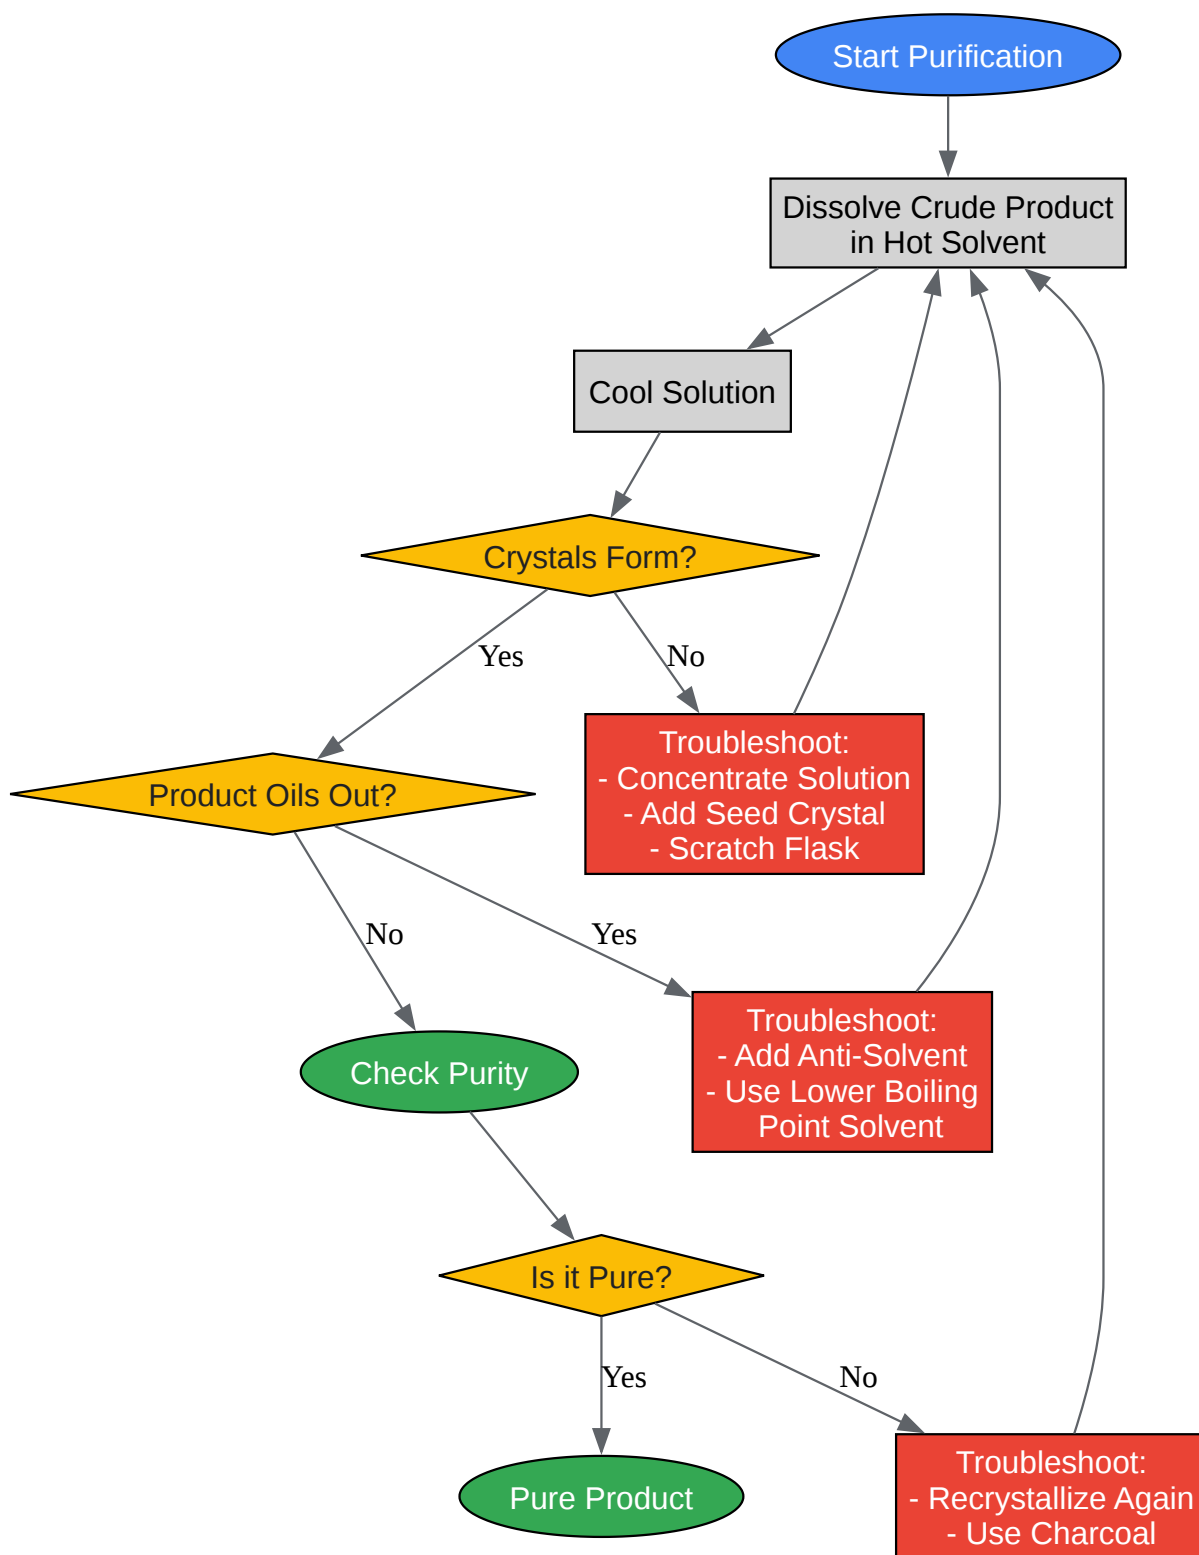 Start Purification
Dissolve Crude Product
in Hot Solvent
Cool Solution
Crystals Form?
Yes
No
Troubleshoot:
- Concentrate Solution
- Add Seed Crystal
- Scratch Flask
Product Oils Out?
No
Yes
Troubleshoot:
- Add Anti-Solvent
- Use Lower Boiling
Point Solvent
Check Purity
Is it Pure?
Yes
No
Pure Product
Troubleshoot:
- Recrystallize Again
- Use Charcoal